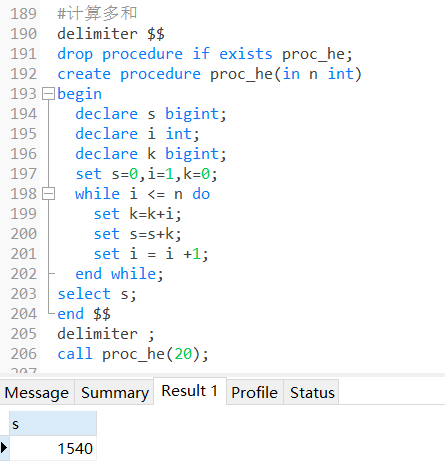 189 #计算多和
190 delimiter $$
191 drop procedure if exists proc_he;
192 create procedure proc_he(in n int)
193 begin
194 declare s bigint;
195 declare i int;
196 declare k bigint;
197 set s=0,i=1,k=0;
198 while i <= n do
199 set k=k+i;
200 set s=s+k;
201 set i = i +1;
202 end while;
203 select s;
204 end $$
205 delimiter ;
206 call proc_he(20);
Message Summary Result 1 Profile Status
s
1540